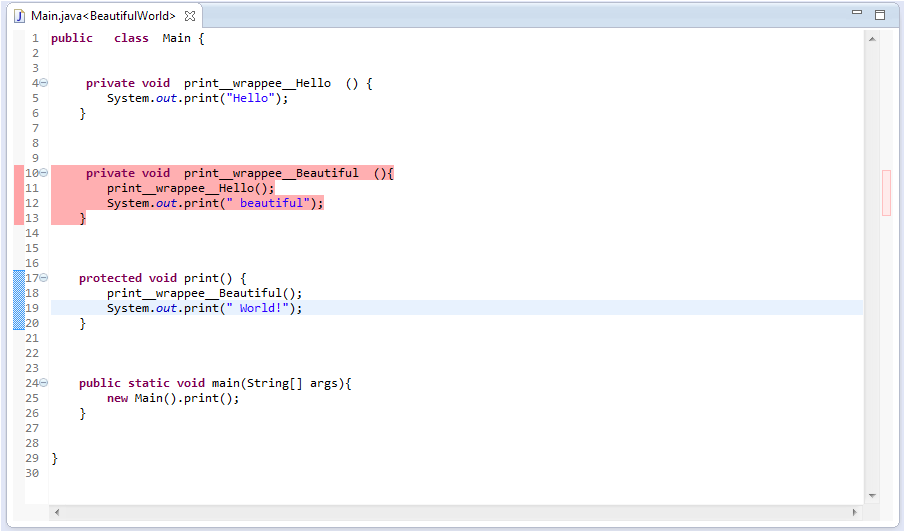 Main.java<BeautifulWorld>
1 public   class  Main {
2
3
4      private void  print__wrappee__Hello  () {
5         System.out.print("Hello");
6     }
7
8
9
10      private void  print__wrappee__Beautiful  (){
11         print__wrappee__Hello();
12         System.out.print(" beautiful");
13     }
14
15
16
17     protected void print() {
18         print__wrappee__Beautiful();
19         System.out.print(" World!");
20     }
21
22
23
24     public static void main(String[] args){
25         new Main().print();
26     }
27
28
29 }
30